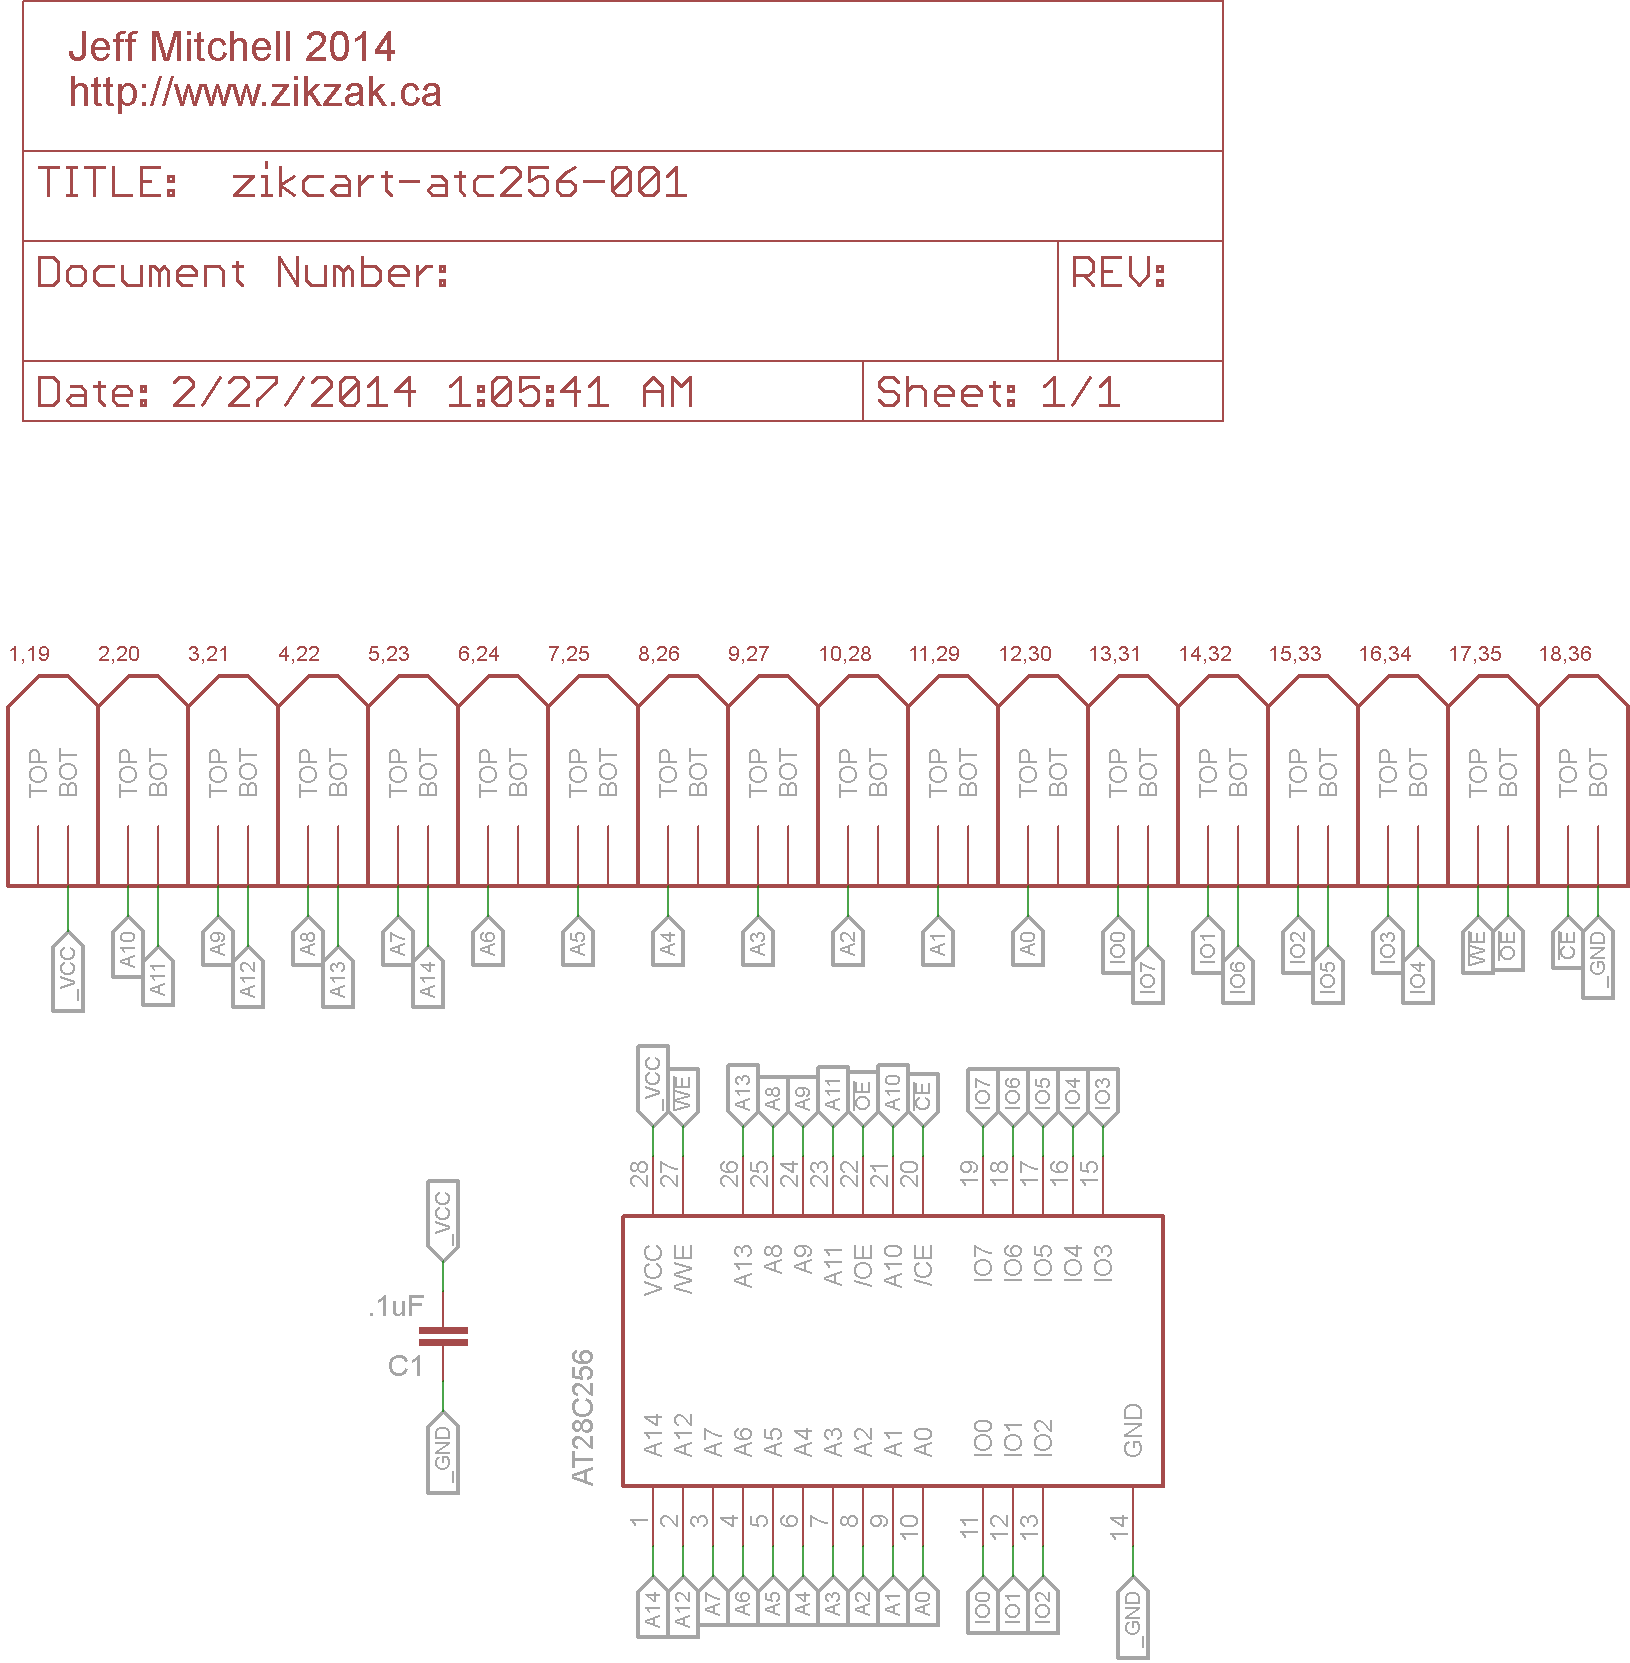 Jeff Mitchell 2014
http://www.zikzak.ca
TITLE: zikcart-atc256-001
Document Number:
REV:
Date: 2/27/2014 1:05:41 AM
Sheet: 1/1
1,19 2,20 3,21 4,22 5,23 6,24 7,25 8,26 9,27 10,28 11,29 12,30 13,31 14,32 15,33 16,34 17,35 18,36
TOP BOT TOP BOT TOP BOT TOP BOT TOP BOT TOP BOT TOP BOT TOP BOT TOP BOT TOP BOT TOP BOT TOP BOT TOP BOT TOP BOT TOP BOT TOP BOT TOP BOT TOP BOT
_VCC A10 A11 A9 A12 A8 A13 A7 A14 A6 A5 A4 A3 A2 A1 A0 IO0 IO7 IO1 IO6 IO2 IO5 IO3 IO4 WE OE CE _GND
_VCC WE A13 A8 A9 A11 OE A10 CE IO7 IO6 IO5 IO4 IO3
28 27 26 25 24 23 22 21 20 19 18 17 16 15
VCC /WE A13 A8 A9 A11 /OE A10 /CE IO7 IO6 IO5 IO4 IO3
_VCC
.1uF
C1
_GND
AT28C256
A14 A12 A7 A6 A5 A4 A3 A2 A1 A0 IO0 IO1 IO2 GND
1 2 3 4 5 6 7 8 9 10 11 12 13 14
A14 A12 A7 A6 A5 A4 A3 A2 A1 A0 IO0 IO1 IO2 _GND